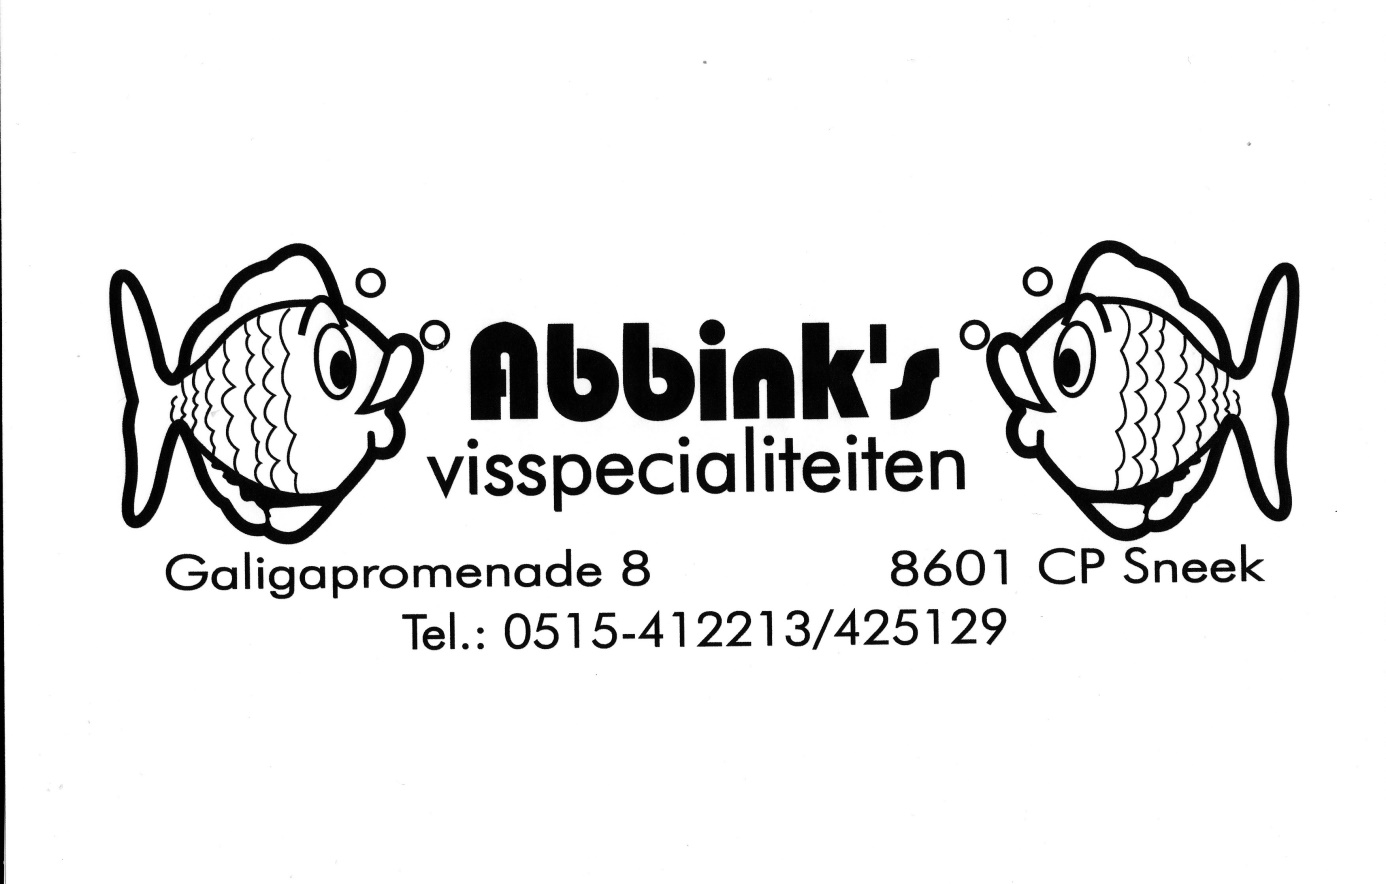 Abbink's
visspecialiteiten
Galigapromenade 8 8601 CP Sneek
Tel.: 0515-412213/425129